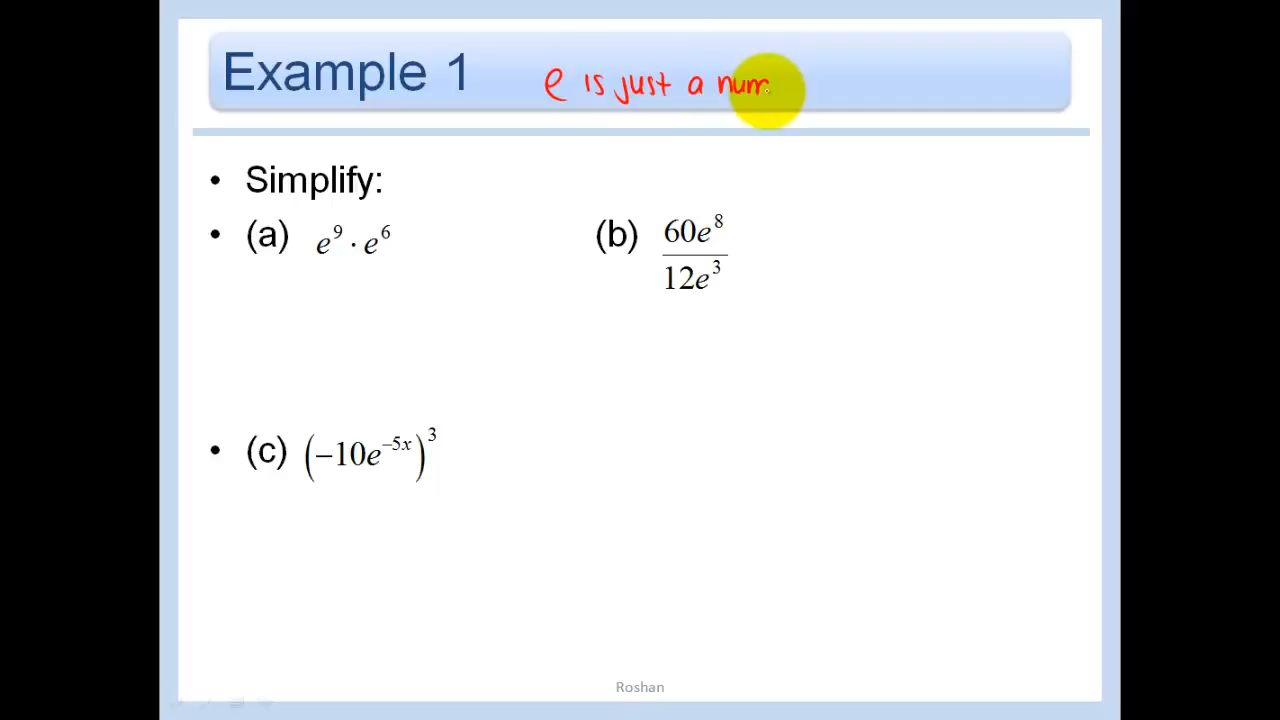 Example 1 e is just a num
• Simplify:
• (a) e⁹ · e⁶ (b) 60e⁸ / 12e³
• (c) (−10e⁻⁵ˣ)³
Roshan